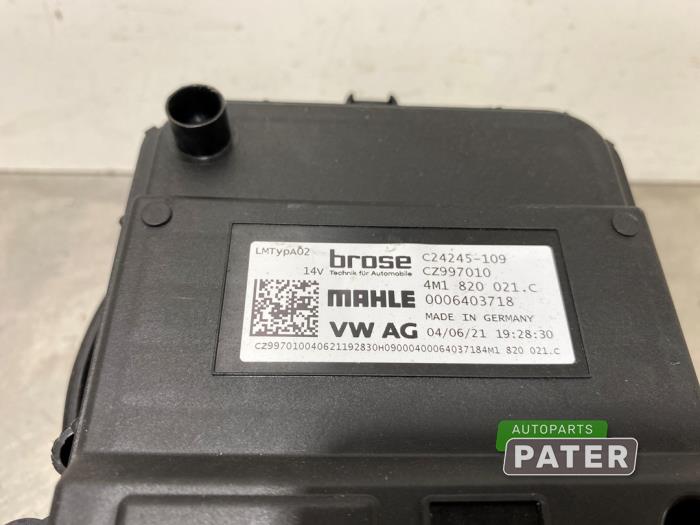 LMTypA02 brose C24245-109
14V Technik für Automobile CZ997010
4M1 820 021.C
MAHLE 0006403718
MADE IN GERMANY
VW AG 04/06/21 19:28:30
CZ997010040621192830H09000400064037184M1 820 021.C
AUTOPARTS
PATER